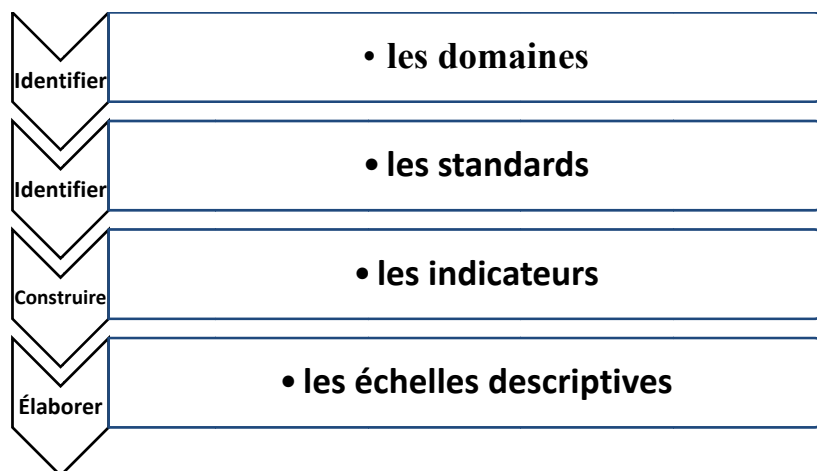 Identifier
• les domaines
Identifier
• les standards
Construire
• les indicateurs
Élaborer
• les échelles descriptives